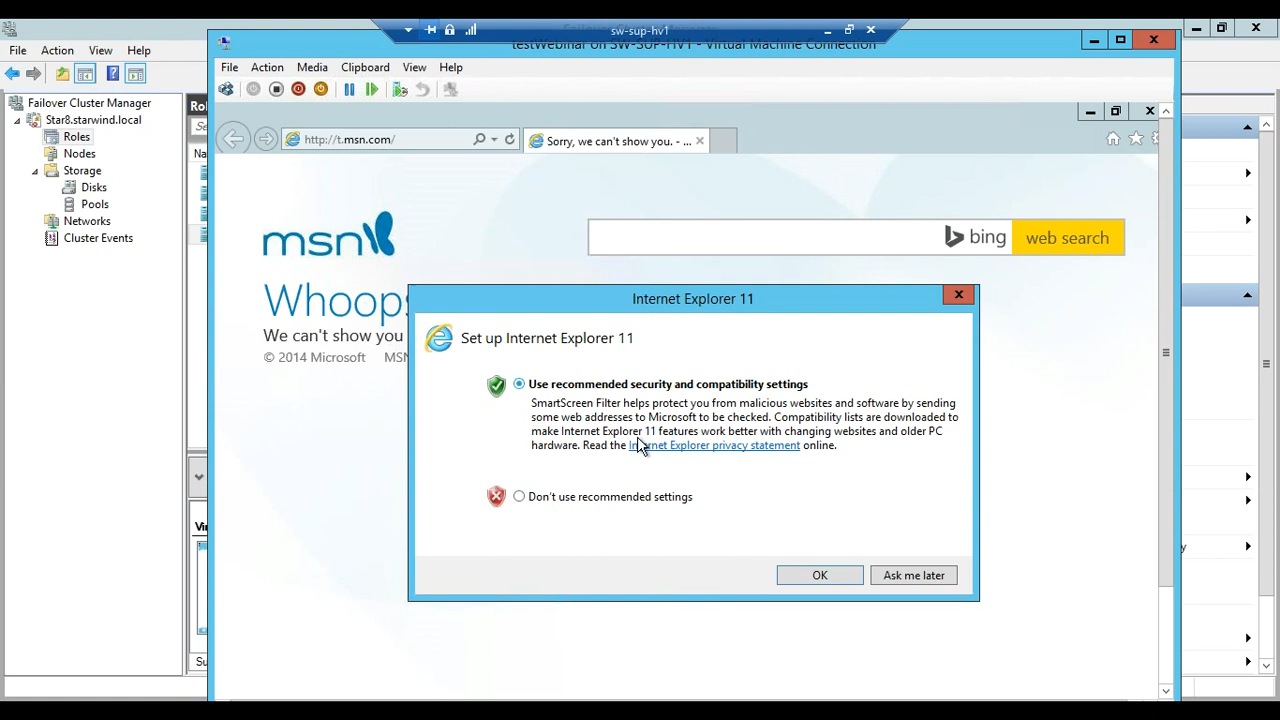 sw-sup-hv1
testWebinar on SW-SUP-HV1 - Virtual Machine Connection
File Action View Help
File Action Media Clipboard View Help
Failover Cluster Manager
Star8.starwind.local
Roles
Nodes
Storage
Disks
Pools
Networks
Cluster Events
Rol
Se
Na
Su
http://t.msn.com/
Sorry, we can't show you. - ...
msn
bing
web search
Whoops
We can't show you
© 2014 Microsoft MSN
Internet Explorer 11
Set up Internet Explorer 11
Use recommended security and compatibility settings
SmartScreen Filter helps protect you from malicious websites and software by sending
some web addresses to Microsoft to be checked. Compatibility lists are downloaded to
make Internet Explorer 11 features work better with changing websites and older PC
hardware. Read the Internet Explorer privacy statement online.
Don't use recommended settings
OK
Ask me later